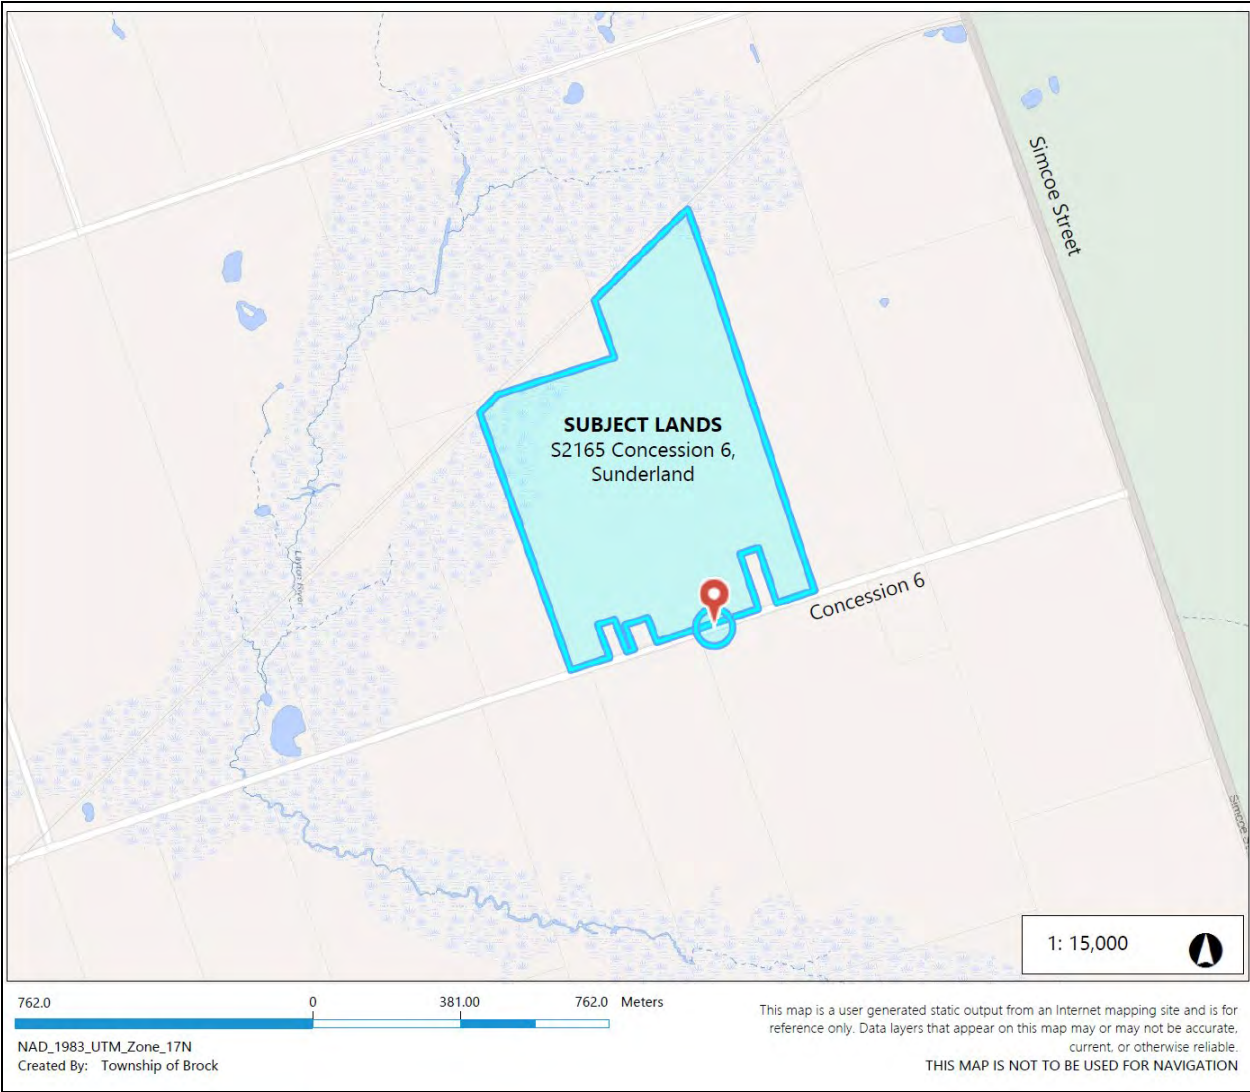 Simcoe Street
SUBJECT LANDS
S2165 Concession 6,
Sunderland
Layton River
Concession 6
Simcoe
1: 15,000
762.0 0 381.00 762.0 Meters
NAD_1983_UTM_Zone_17N
Created By: Township of Brock
This map is a user generated static output from an Internet mapping site and is for
reference only. Data layers that appear on this map may or may not be accurate,
current, or otherwise reliable.
THIS MAP IS NOT TO BE USED FOR NAVIGATION